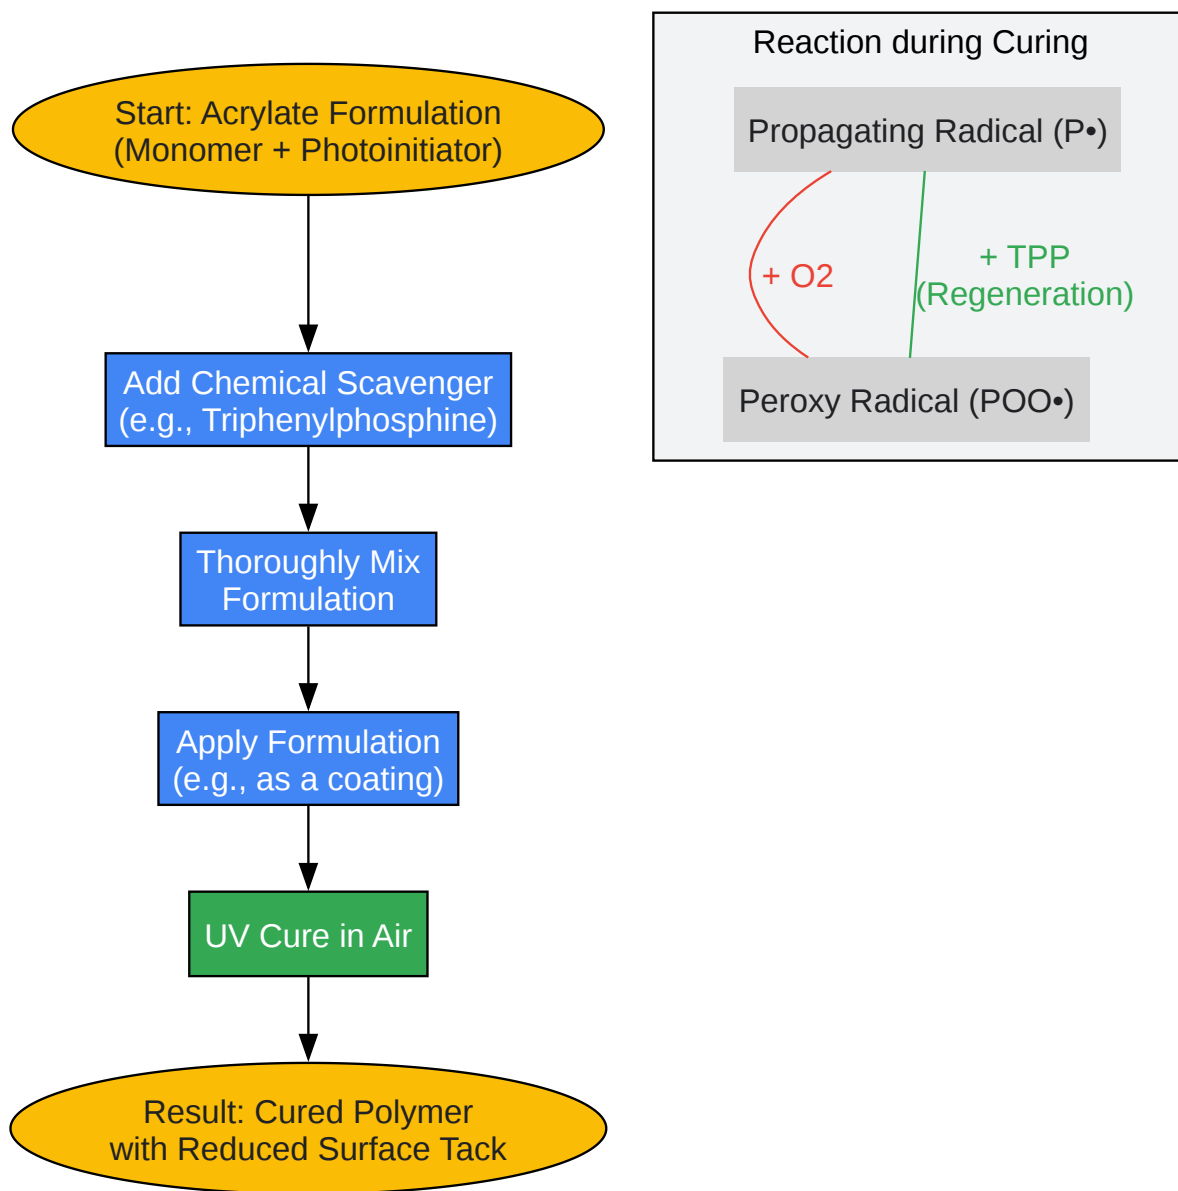 Start: Acrylate Formulation
(Monomer + Photoinitiator)
Add Chemical Scavenger
(e.g., Triphenylphosphine)
Thoroughly Mix
Formulation
Apply Formulation
(e.g., as a coating)
UV Cure in Air
Result: Cured Polymer
with Reduced Surface Tack
Reaction during Curing
Propagating Radical (P•)
+ O2
+ TPP
(Regeneration)
Peroxy Radical (POO•)